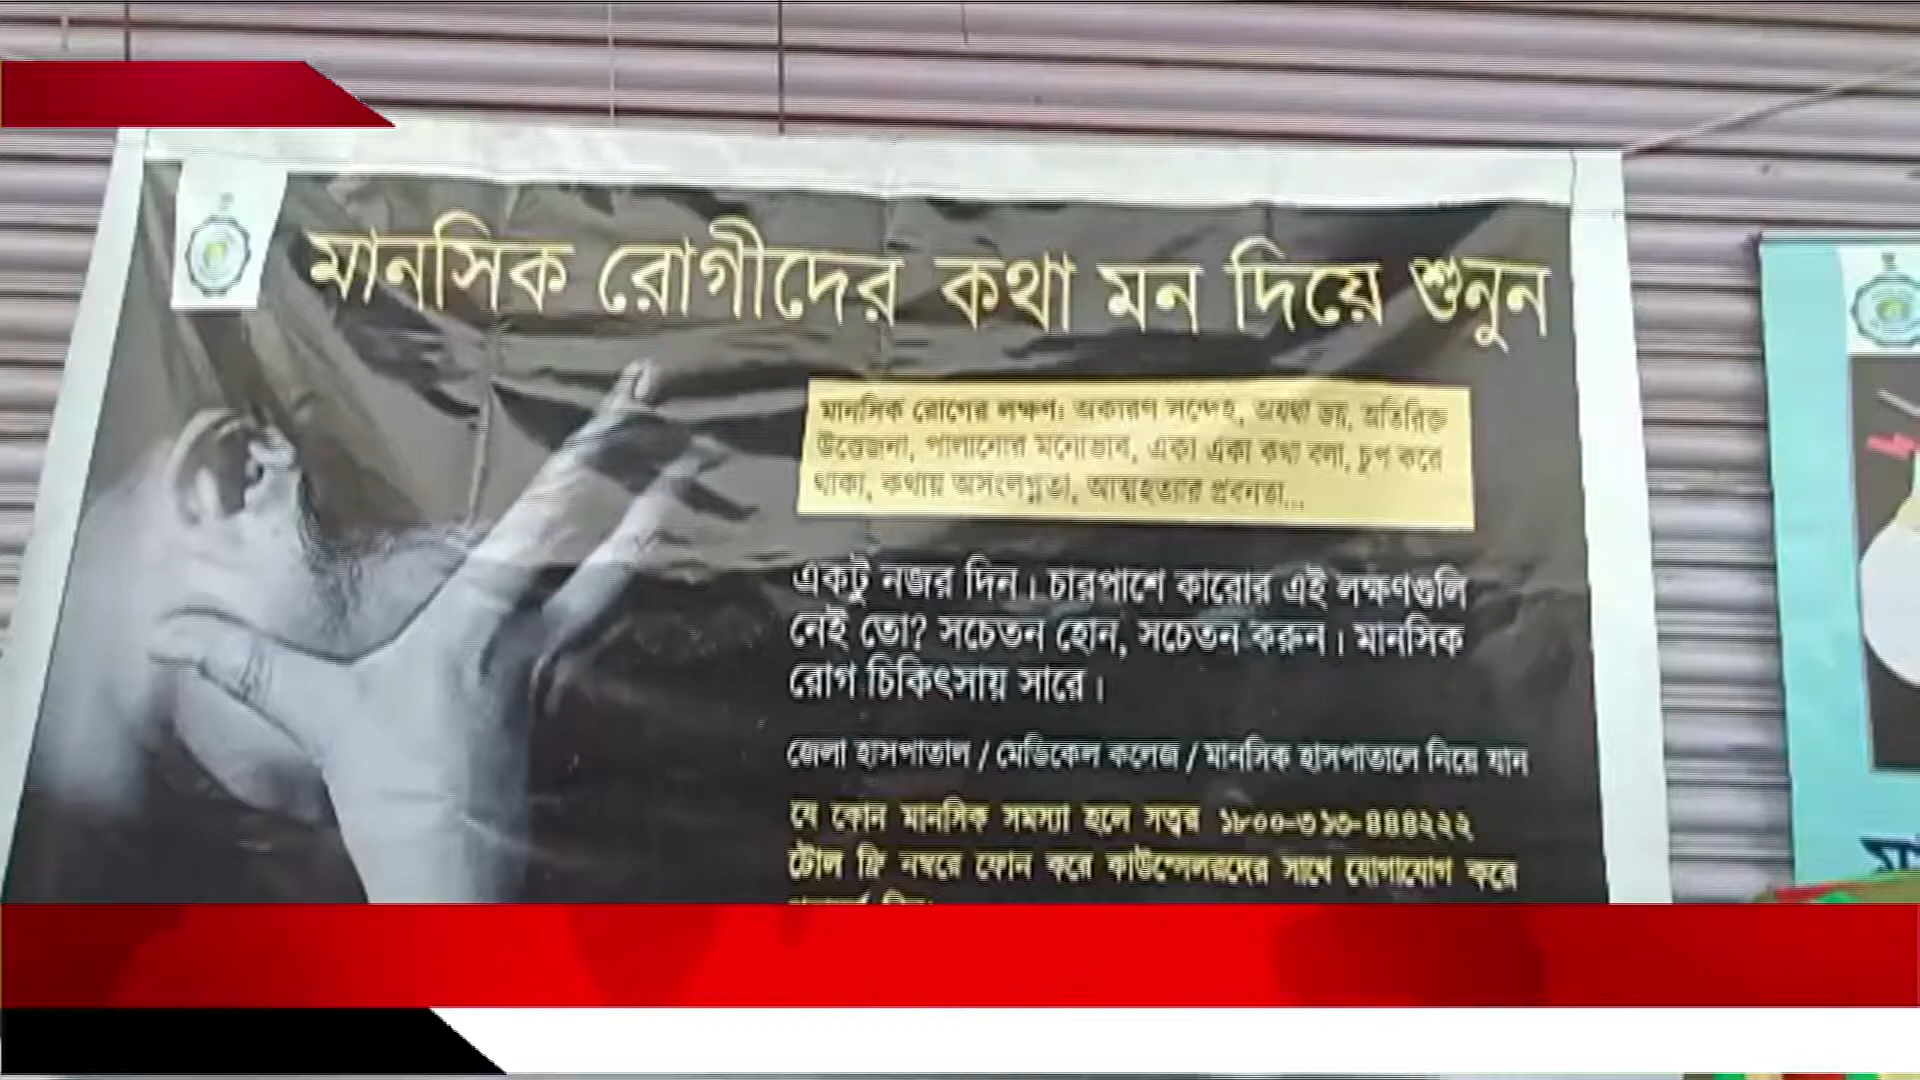 মানসিক রোগীদের কথা মন দিয়ে শুনুন
মানসিক রোগের লক্ষণ: অকারণ সন্দেহ, অযথা ভয়, অতিরিক্ত
উত্তেজনা, পালানোর মনোভাব, একা একা কথা বলা, চুপ করে
থাকা, কথায় অসংলগ্নতা, আত্মহত্যার প্রবনতা...
একটু নজর দিন। চারপাশে কারোর এই লক্ষণগুলি
নেই তো? সচেতন হোন, সচেতন করুন। মানসিক
রোগ চিকিৎসায় সারে।
জেলা হাসপাতাল / মেডিকেল কলেজ / মানসিক হাসপাতালে নিয়ে যান
যে কোন মানসিক সমস্যা হলে সত্বর ১৮০০-৩১৩-৪৪৪২২২
টোল ফ্রি নম্বরে ফোন করে কাউন্সেলরদের সাথে যোগাযোগ করে